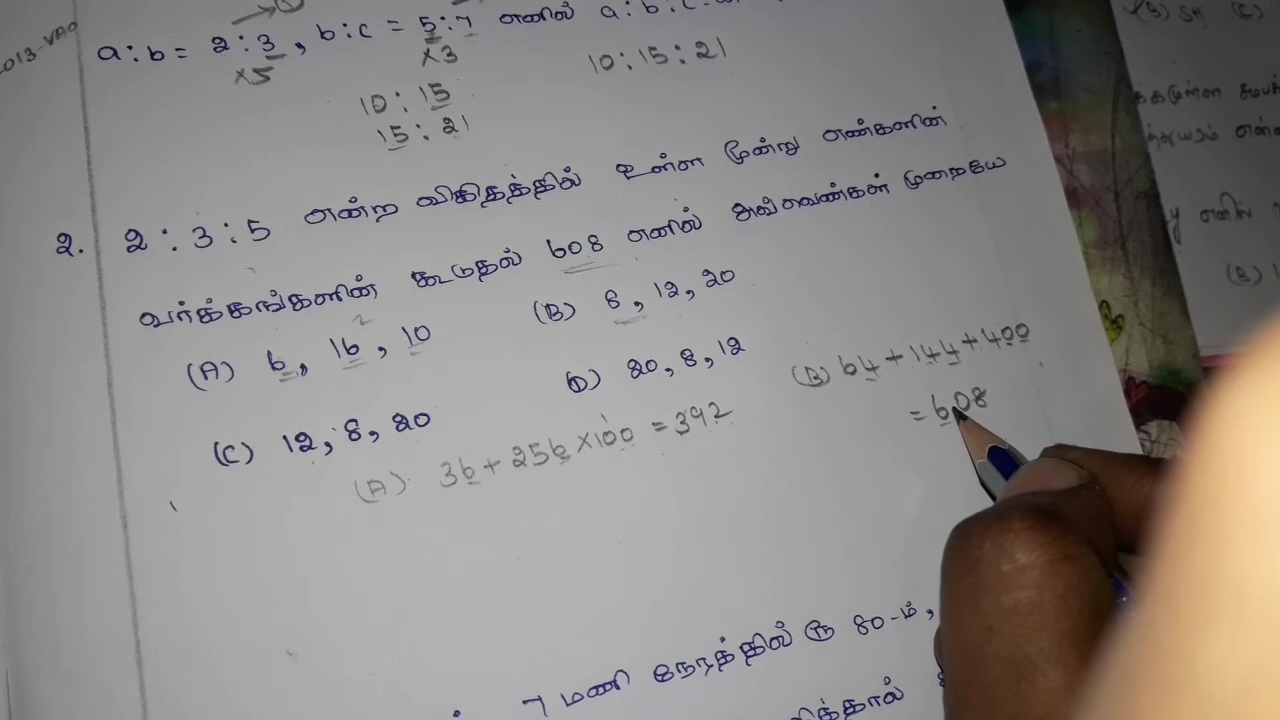 a : b = 2 : 3 , b : c = 5 : 7 எனில் a : b : c
×5 ×3 10 : 15 : 21
10 : 15
15 : 21
2. 2 : 3 : 5 என்ற விகிதத்தில் உள்ள மூன்று எண்களின்
வர்க்கங்களின் கூடுதல் 608 எனில் அவ்வெண்கள் முறையே
(A) 6, 16, 10 (B) 8, 12, 20
(C) 12, 8, 20 (D) 20, 8, 12
(A) 36 + 256 × 100 = 392
(B) 64 + 144 + 400
= 608
7 மணி நேரத்தில் ரூ 80-ம்,